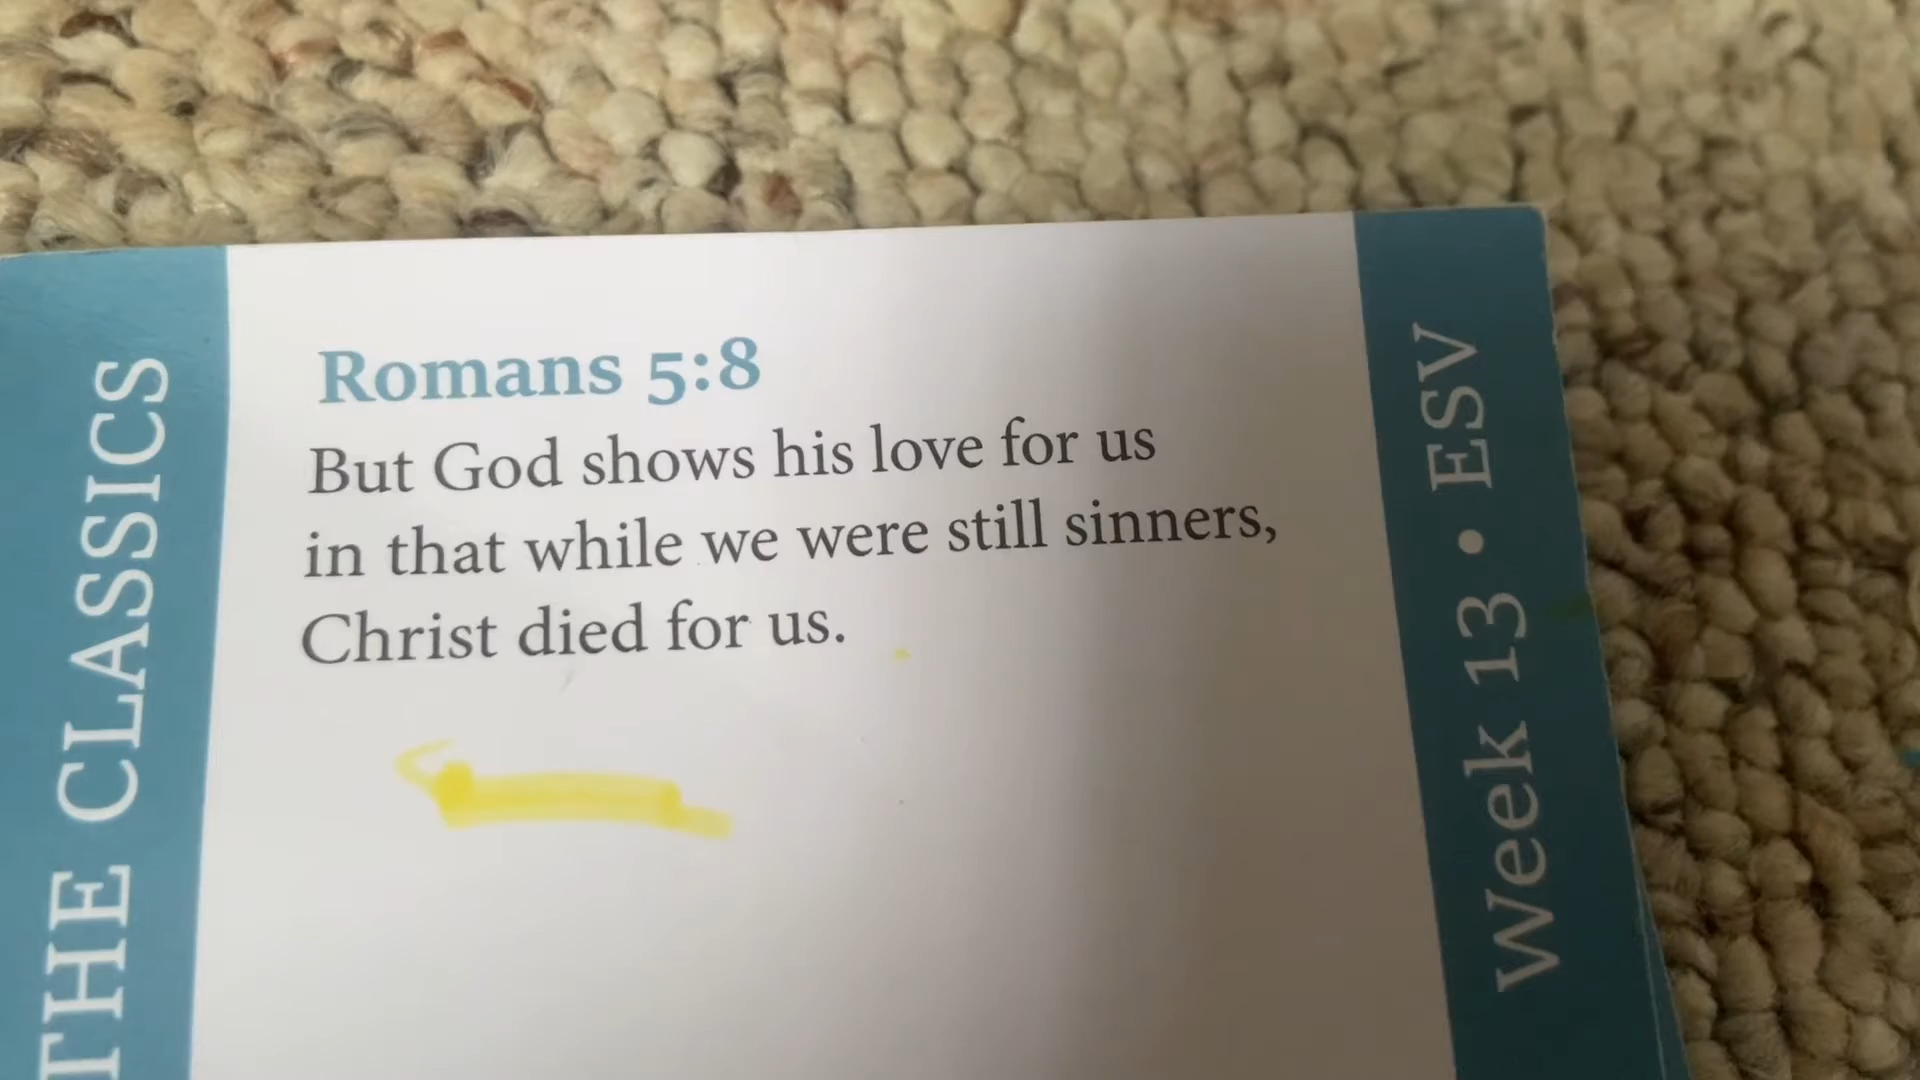 THE CLASSICS
Romans 5:8
But God shows his love for us
in that while we were still sinners,
Christ died for us.
Week 13 • ESV